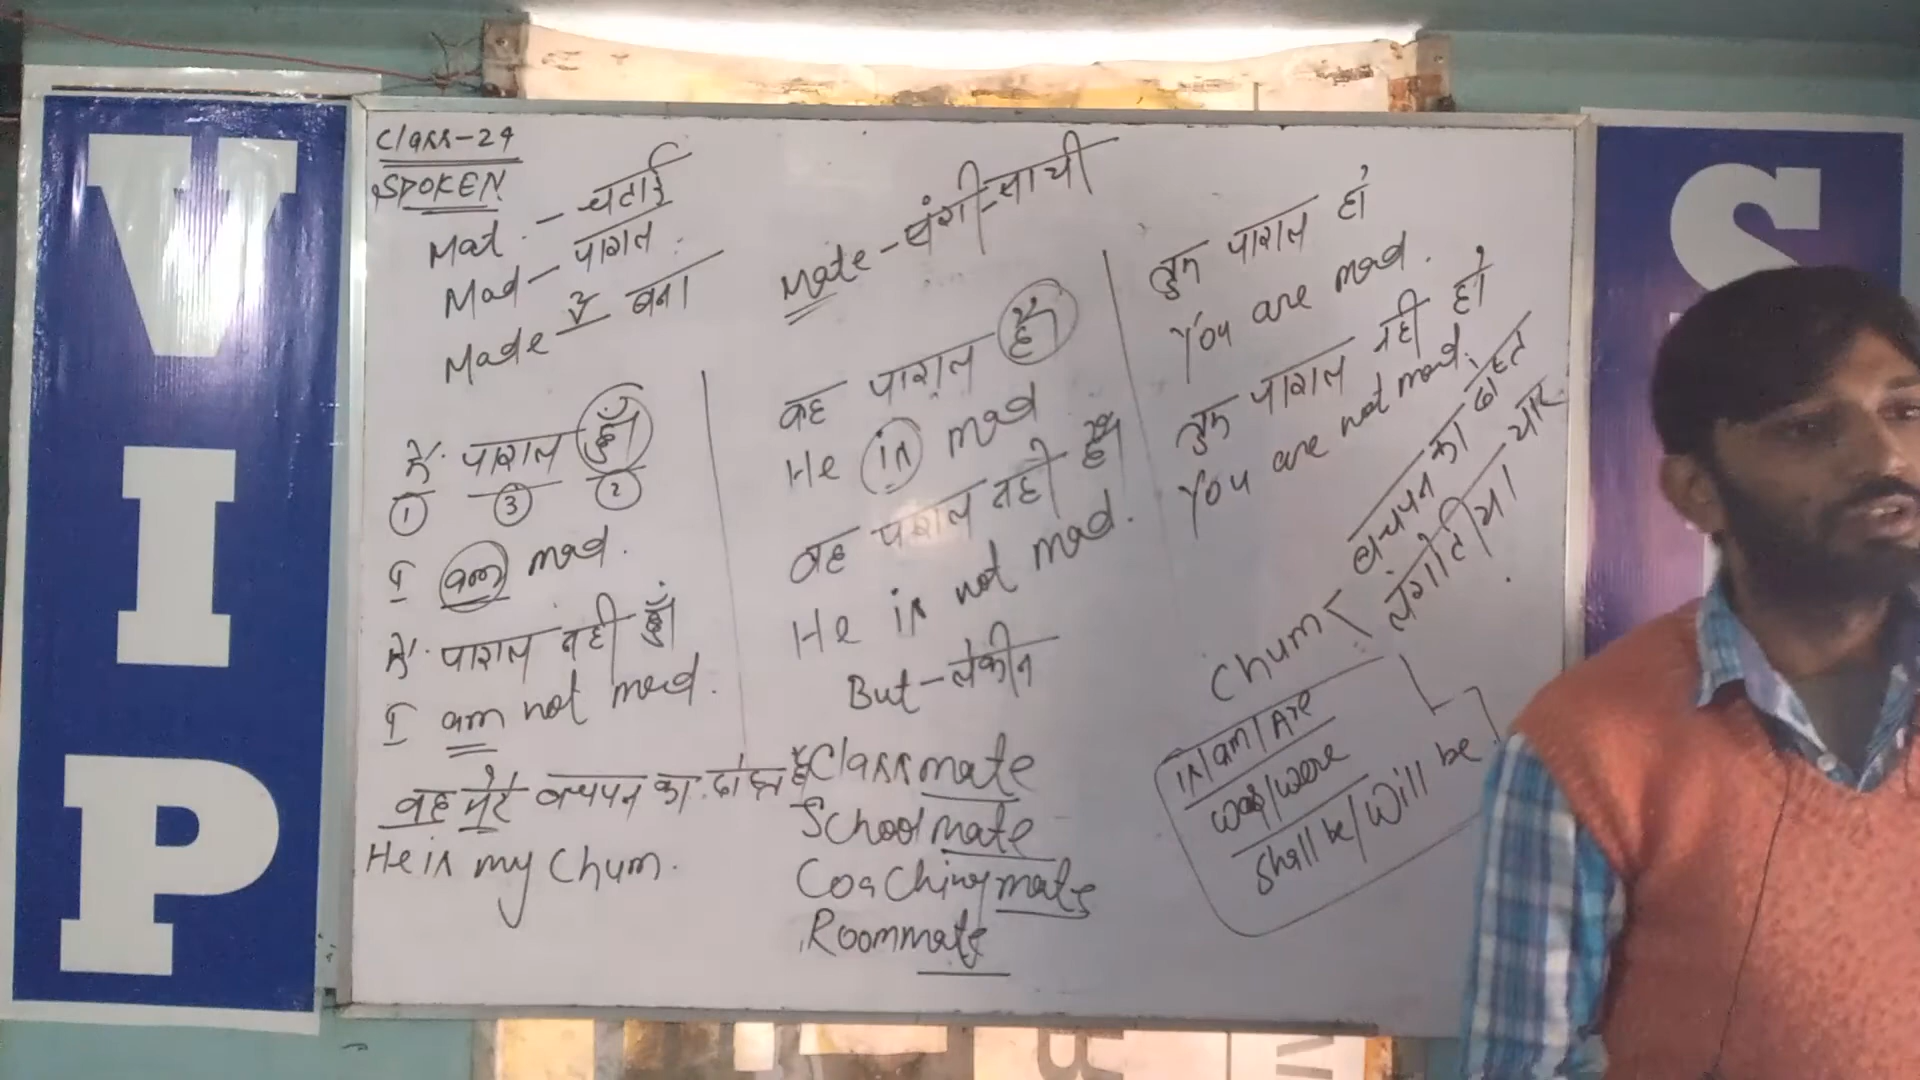 VIP
S
Class-24
SPOKEN
Mat - चटाई
Mad - पागल
Made - से बना
Mate - संगी-साथी
मैं पागल हूँ
1 3 2
I am mad.
मैं पागल नही हूँ
I am not mad.
वह मेरे बचपन का दोस्त है
He is my Chum.
वह पागल है
He is mad
वह पागल नही है
He is not mad.
But - लेकीन
Classmate
Schoolmate
Coachingmate
Roommate
तुम पागल हो
You are mad.
तुम पागल नही हो
You are not mad.
Chum
बचपन का दोस्त
लंगोटीया यार
is/am/Are
was/were
Shall be/Will be